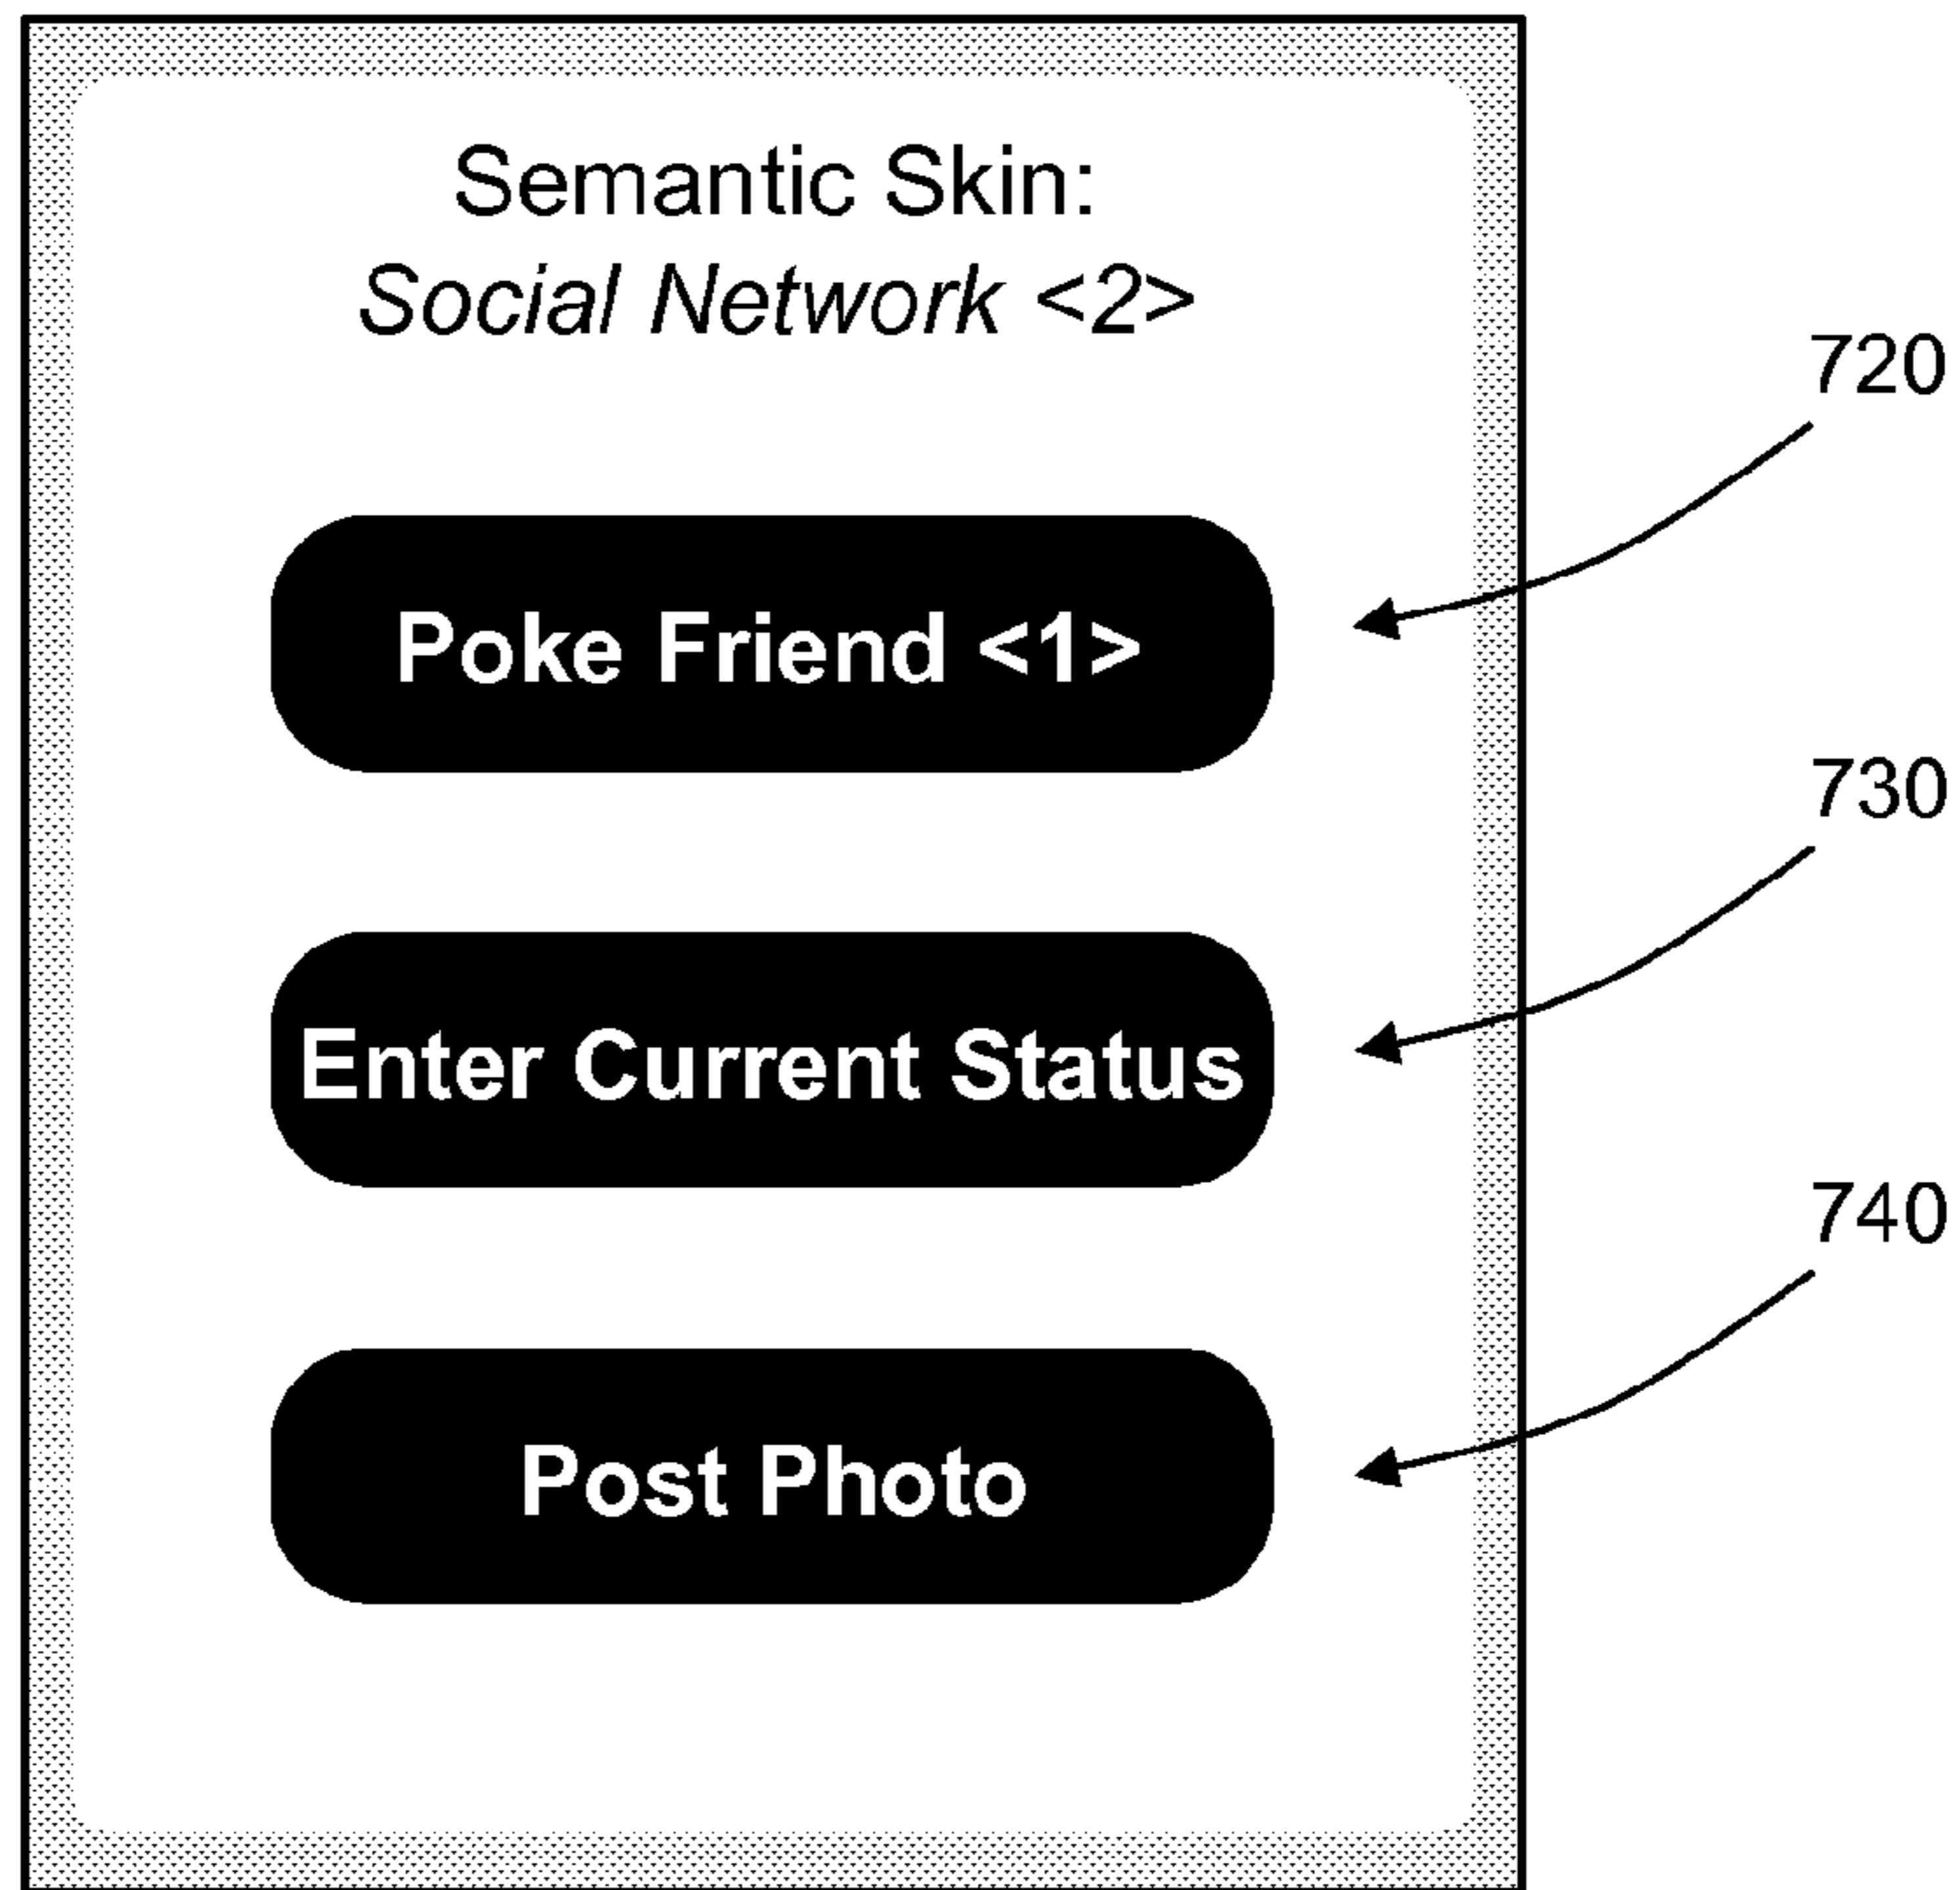 Semantic Skin:
Social Network <2>
720
Poke Friend <1>
730
Enter Current Status
740
Post Photo